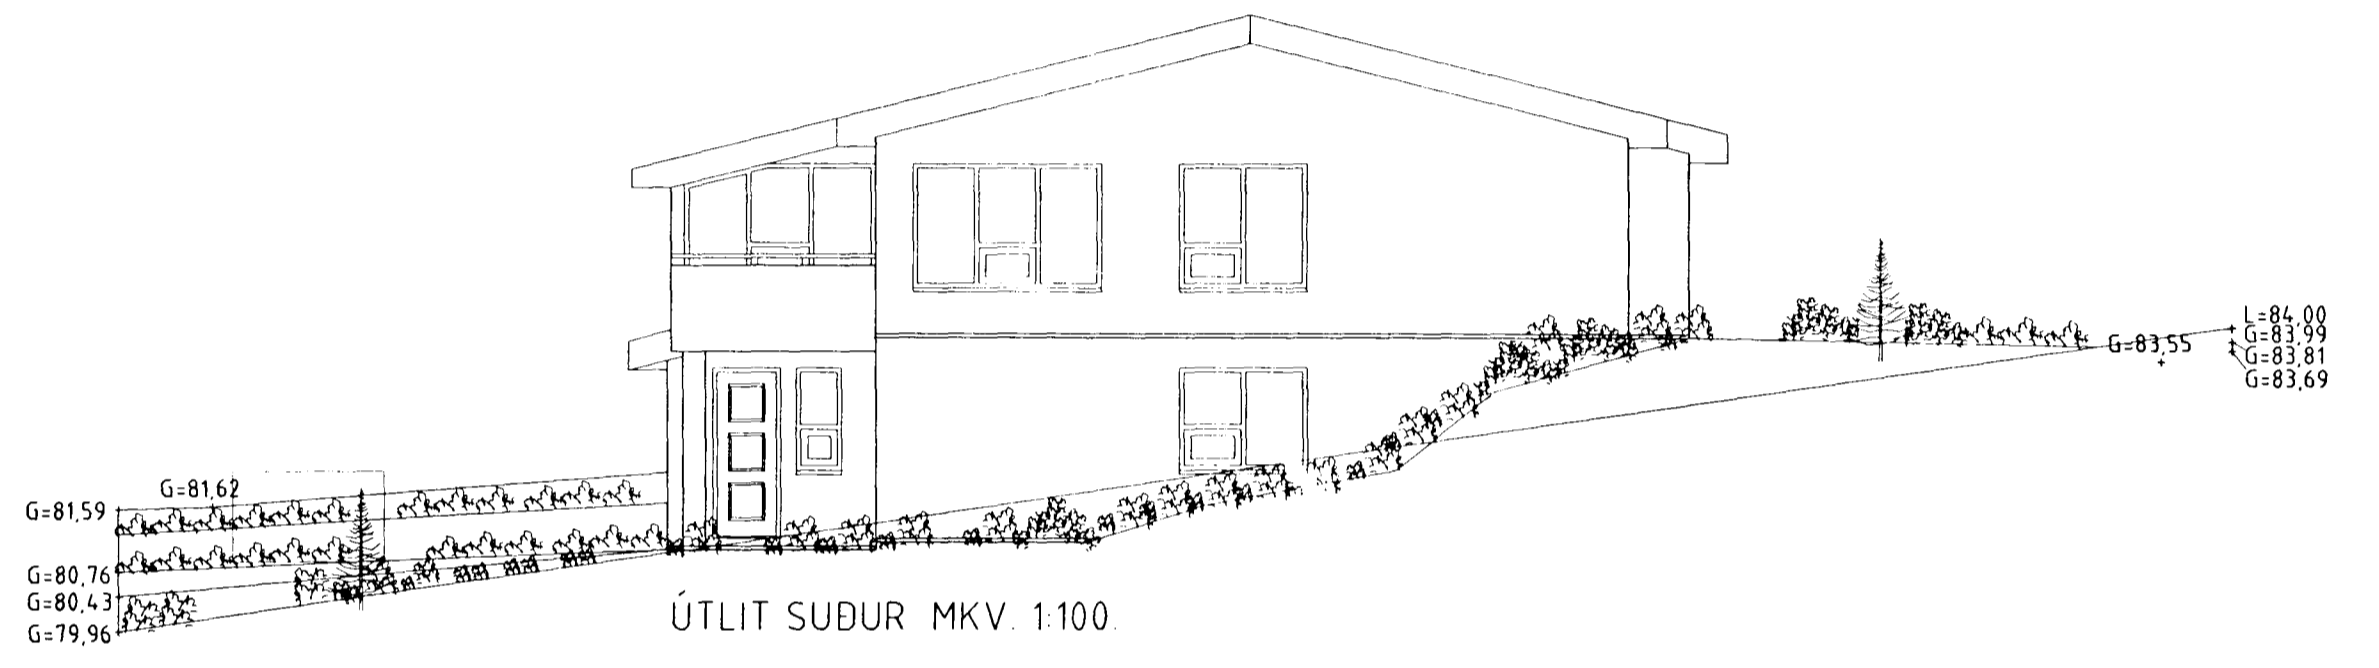 G=81,62
G=81,59
G=80,76
G=80,43
G=79,96
L=84,00
G=83,99
G=83,55
G=83,81
G=83,69
ÚTLIT SUÐUR MKV. 1:100.